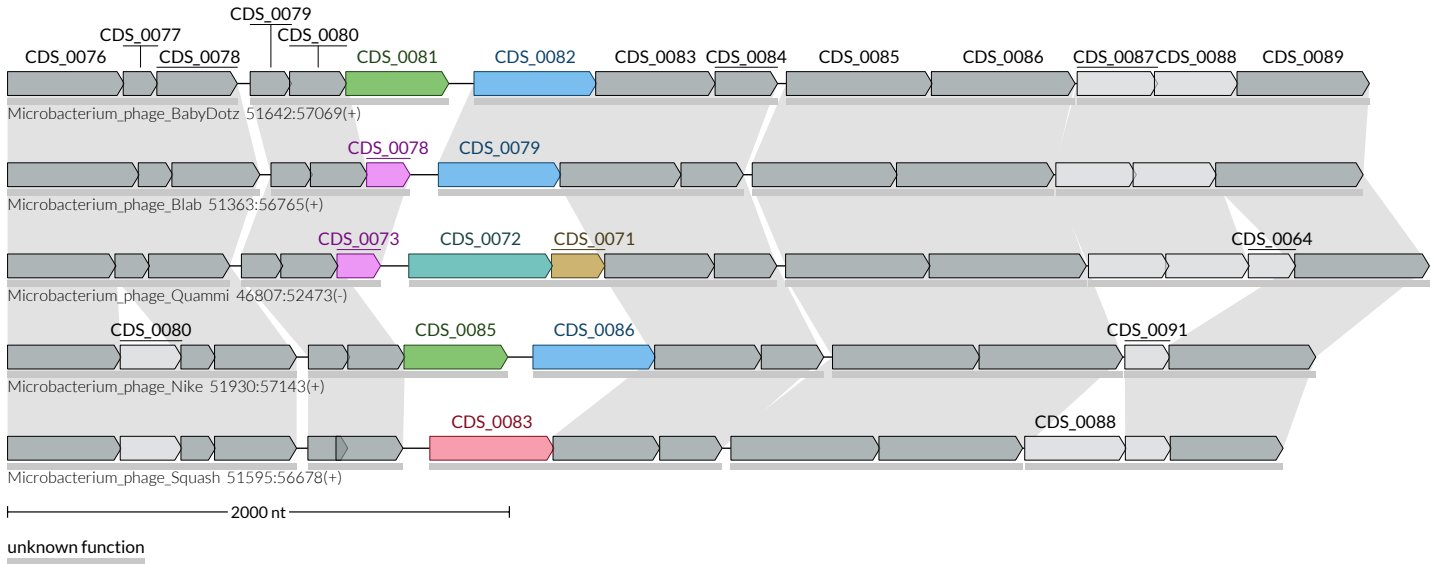 CDS_0079
CDS_0077 CDS_0080
CDS_0076 CDS_0078 CDS_0081 CDS_0082 CDS_0083 CDS_0084 CDS_0085 CDS_0086 CDS_0087 CDS_0088 CDS_0089
Microbacterium_phage_BabyDotz 51642:57069(+)
CDS_0078 CDS_0079
Microbacterium_phage_Blab 51363:56765(+)
CDS_0073 CDS_0072 CDS_0071 CDS_0064
Microbacterium_phage_Quammi 46807:52473(-)
CDS_0080 CDS_0085 CDS_0086 CDS_0091
Microbacterium_phage_Nike 51930:57143(+)
CDS_0083 CDS_0088
Microbacterium_phage_Squash 51595:56678(+)
2000 nt
unknown function